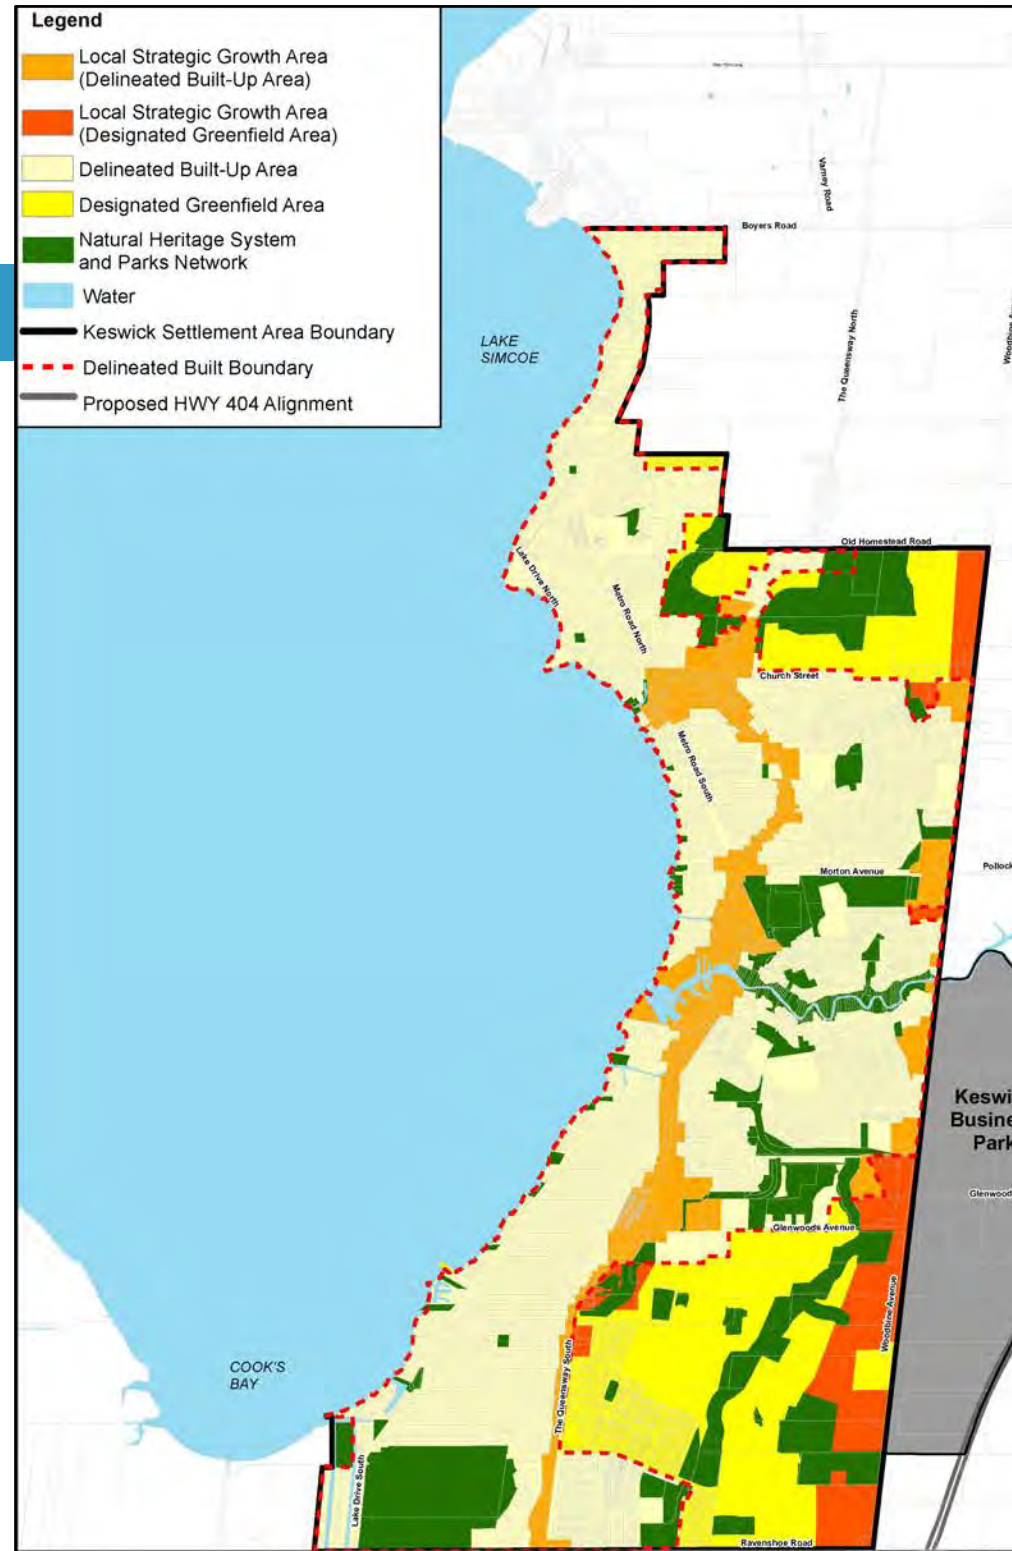 Legend
Local Strategic Growth Area
(Delineated Built-Up Area)
Local Strategic Growth Area
(Designated Greenfield Area)
Delineated Built-Up Area
Designated Greenfield Area
Natural Heritage System
and Parks Network
Water
Keswick Settlement Area Boundary
Delineated Built Boundary
Proposed HWY 404 Alignment
Varney Road
Boyers Road
LAKE
SIMCOE
The Queensway North
Old Homestead Road
Lake Drive North
Metro Road North
Church Street
Metro Road South
Morton Avenue
Pollock
Keswi
Busine
Park
Glenwood
Glenwoods Avenue
Woodbine Avenue
The Queensway South
COOK'S
BAY
Lake Drive South
Ravenshoe Road